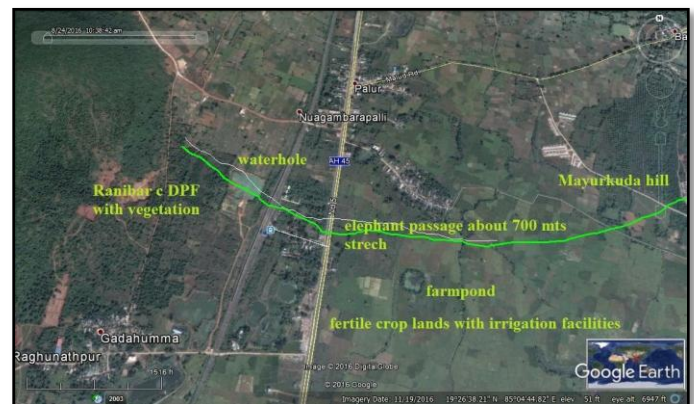 8/24/2016 10:38:42 am
N
Ba
Palur
Nuagambarapalli
waterhole
AH 45
Ranibar c DPF
with vegetation
Mayurkuda hill
elephant passage about 700 mts
strech
farmpond
fertile crop lands with irrigation facilities
Gadahumma
Raghunathpur
Image © 2016 DigitalGlobe
© 2016 Google
Google Earth
1516 ft
2003
Imagery Date: 11/19/2016 19°26'38.21" N 85°04'44.82" E elev 51 ft eye alt 6947 ft